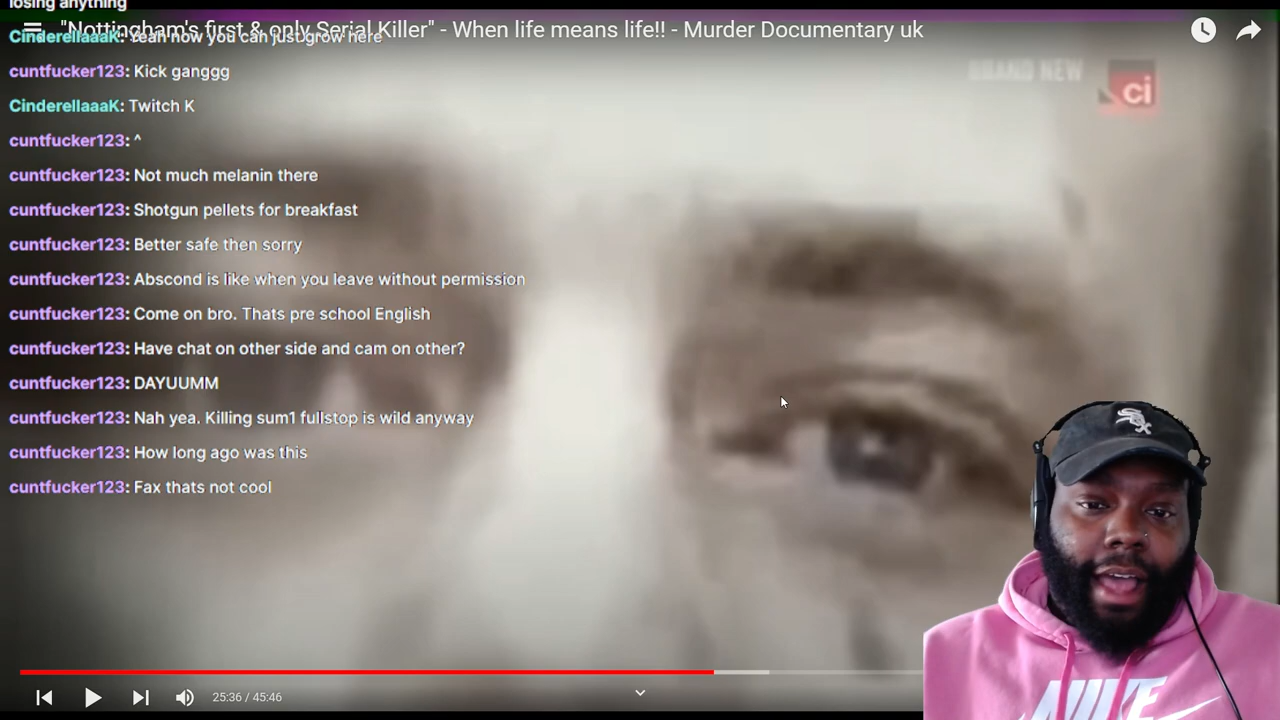 losing anything
"Nottingham's first & only Serial Killer" - When life means life!! - Murder Documentary uk
CinderellaaaK: Yeah now you can just grow here
cuntfucker123: Kick ganggg
BRAND NEW
ci
CinderellaaaK: Twitch K
cuntfucker123: ^
cuntfucker123: Not much melanin there
cuntfucker123: Shotgun pellets for breakfast
cuntfucker123: Better safe then sorry
cuntfucker123: Abscond is like when you leave without permission
cuntfucker123: Come on bro. Thats pre school English
cuntfucker123: Have chat on other side and cam on other?
cuntfucker123: DAYUUMM
cuntfucker123: Nah yea. Killing sum1 fullstop is wild anyway
cuntfucker123: How long ago was this
cuntfucker123: Fax thats not cool
SOX
NIKE
25:36 / 45:46